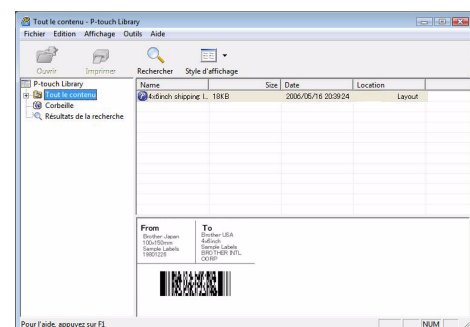 Tout le contenu - P-touch Library
Fichier Edition Affichage Outils Aide
Ouvrir Imprimer Rechercher Style d'affichage
P-touch Library
Tout le contenu
Corbeille
Résultats de la recherche
Name Size Date Location
4x6inch shipping l... 18KB 2006/05/16 20:39:24 Layout
From
Brother Japan
100x150mm
Sample Labels
19801226
To
Brother USA
4x6inch
Sample Labels
BROTHER INTL.
CORP
Pour l'aide, appuyez sur F1
NUM